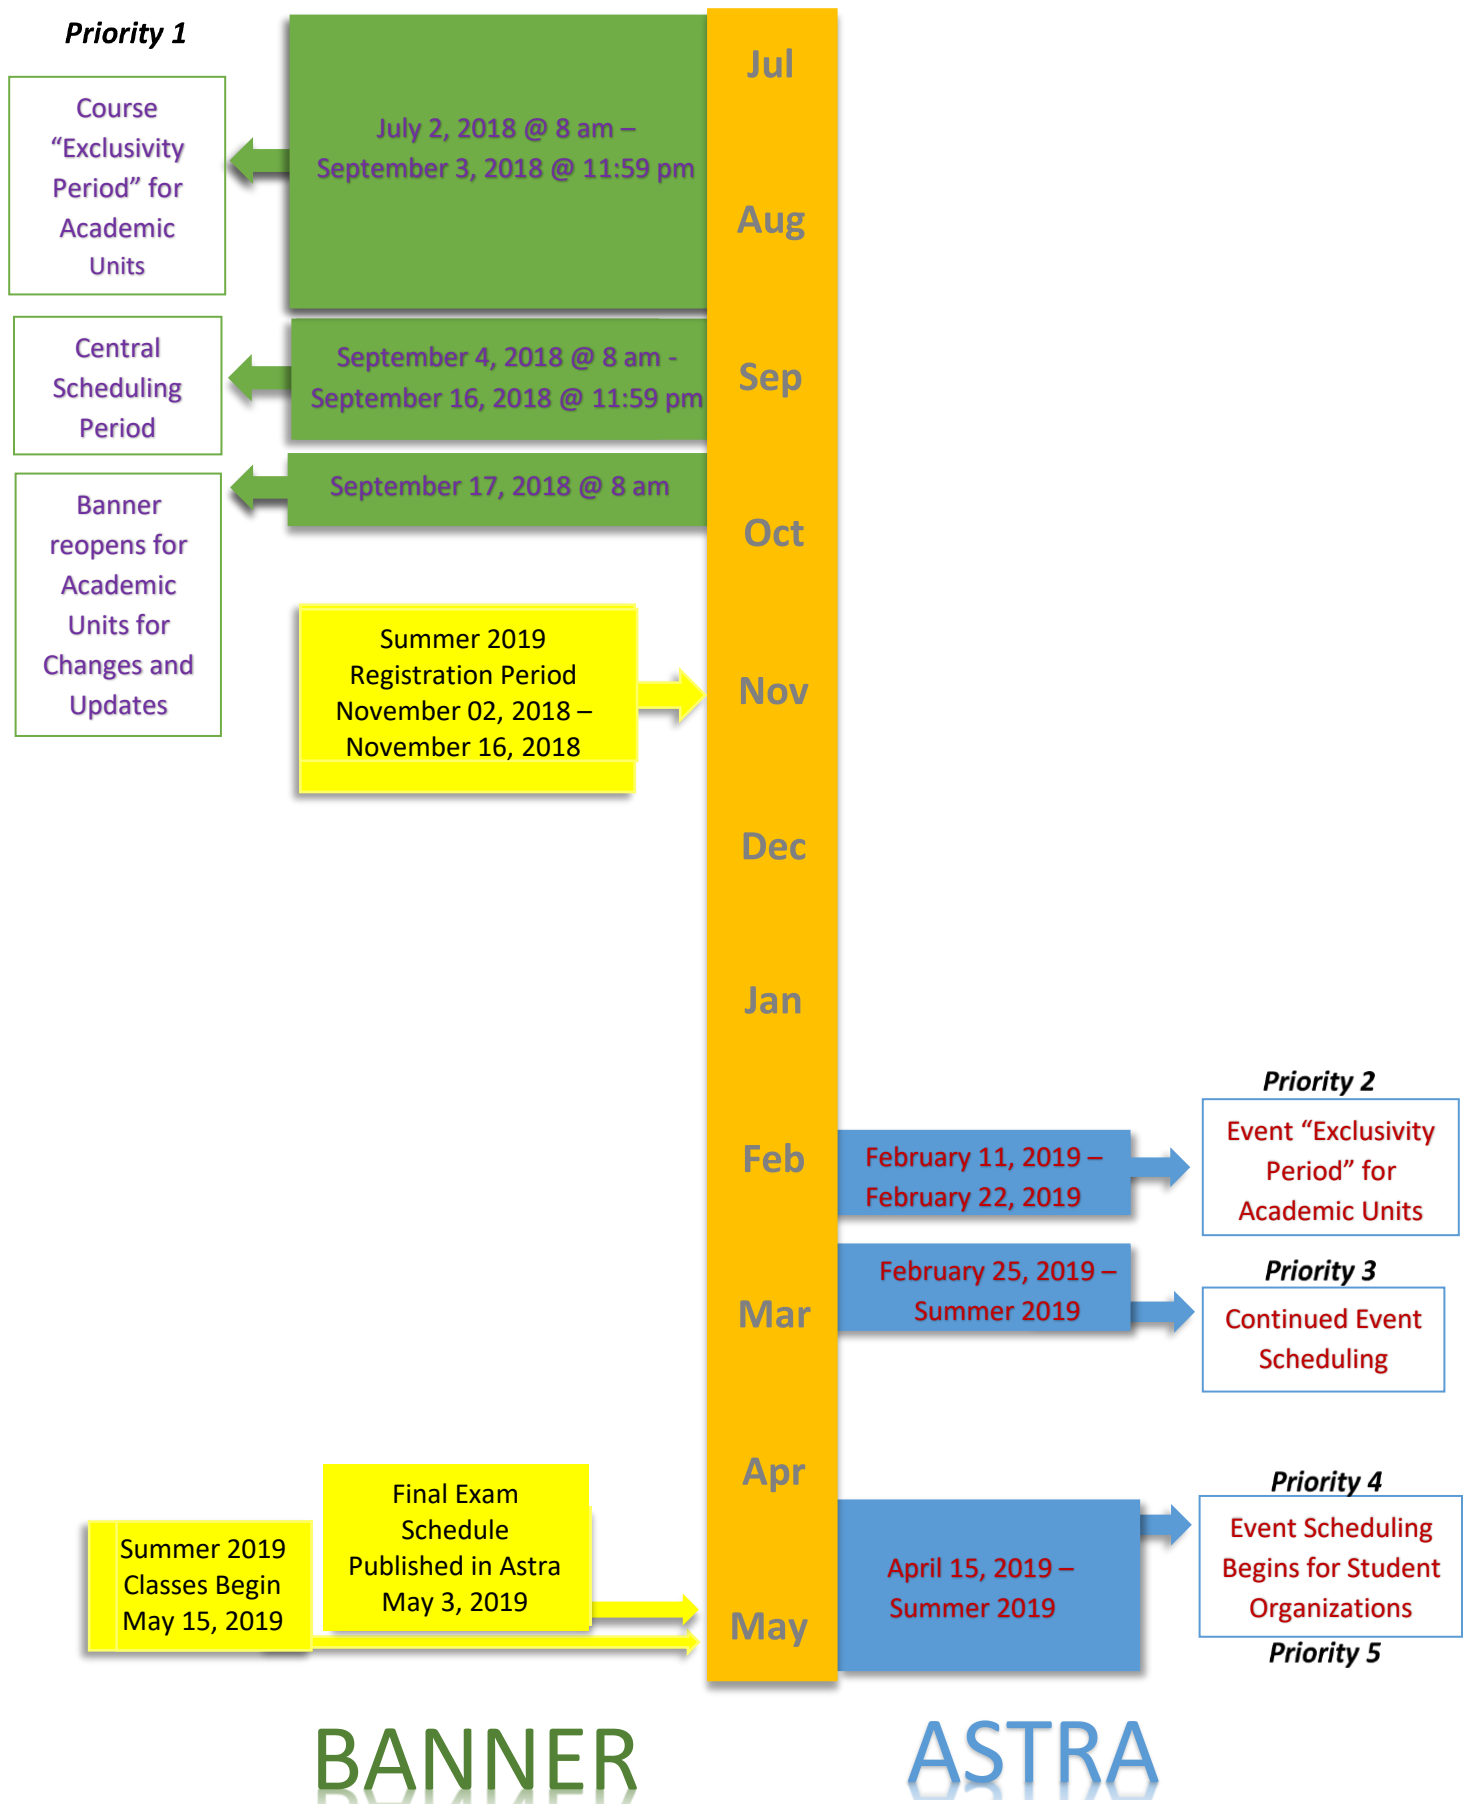 Priority 1
Course
“Exclusivity
Period” for
Academic
Units
July 2, 2018 @ 8 am –
September 3, 2018 @ 11:59 pm
Central
Scheduling
Period
September 4, 2018 @ 8 am -
September 16, 2018 @ 11:59 pm
Banner
reopens for
Academic
Units for
Changes and
Updates
September 17, 2018 @ 8 am
Summer 2019
Registration Period
November 02, 2018 –
November 16, 2018
Jul
Aug
Sep
Oct
Nov
Dec
Jan
Feb
Mar
Apr
May
Priority 2
February 11, 2019 –
February 22, 2019
Event “Exclusivity
Period” for
Academic Units
Priority 3
February 25, 2019 –
Summer 2019
Continued Event
Scheduling
Priority 4
April 15, 2019 –
Summer 2019
Event Scheduling
Begins for Student
Organizations
Priority 5
Final Exam
Schedule
Published in Astra
May 3, 2019
Summer 2019
Classes Begin
May 15, 2019
BANNER
ASTRA